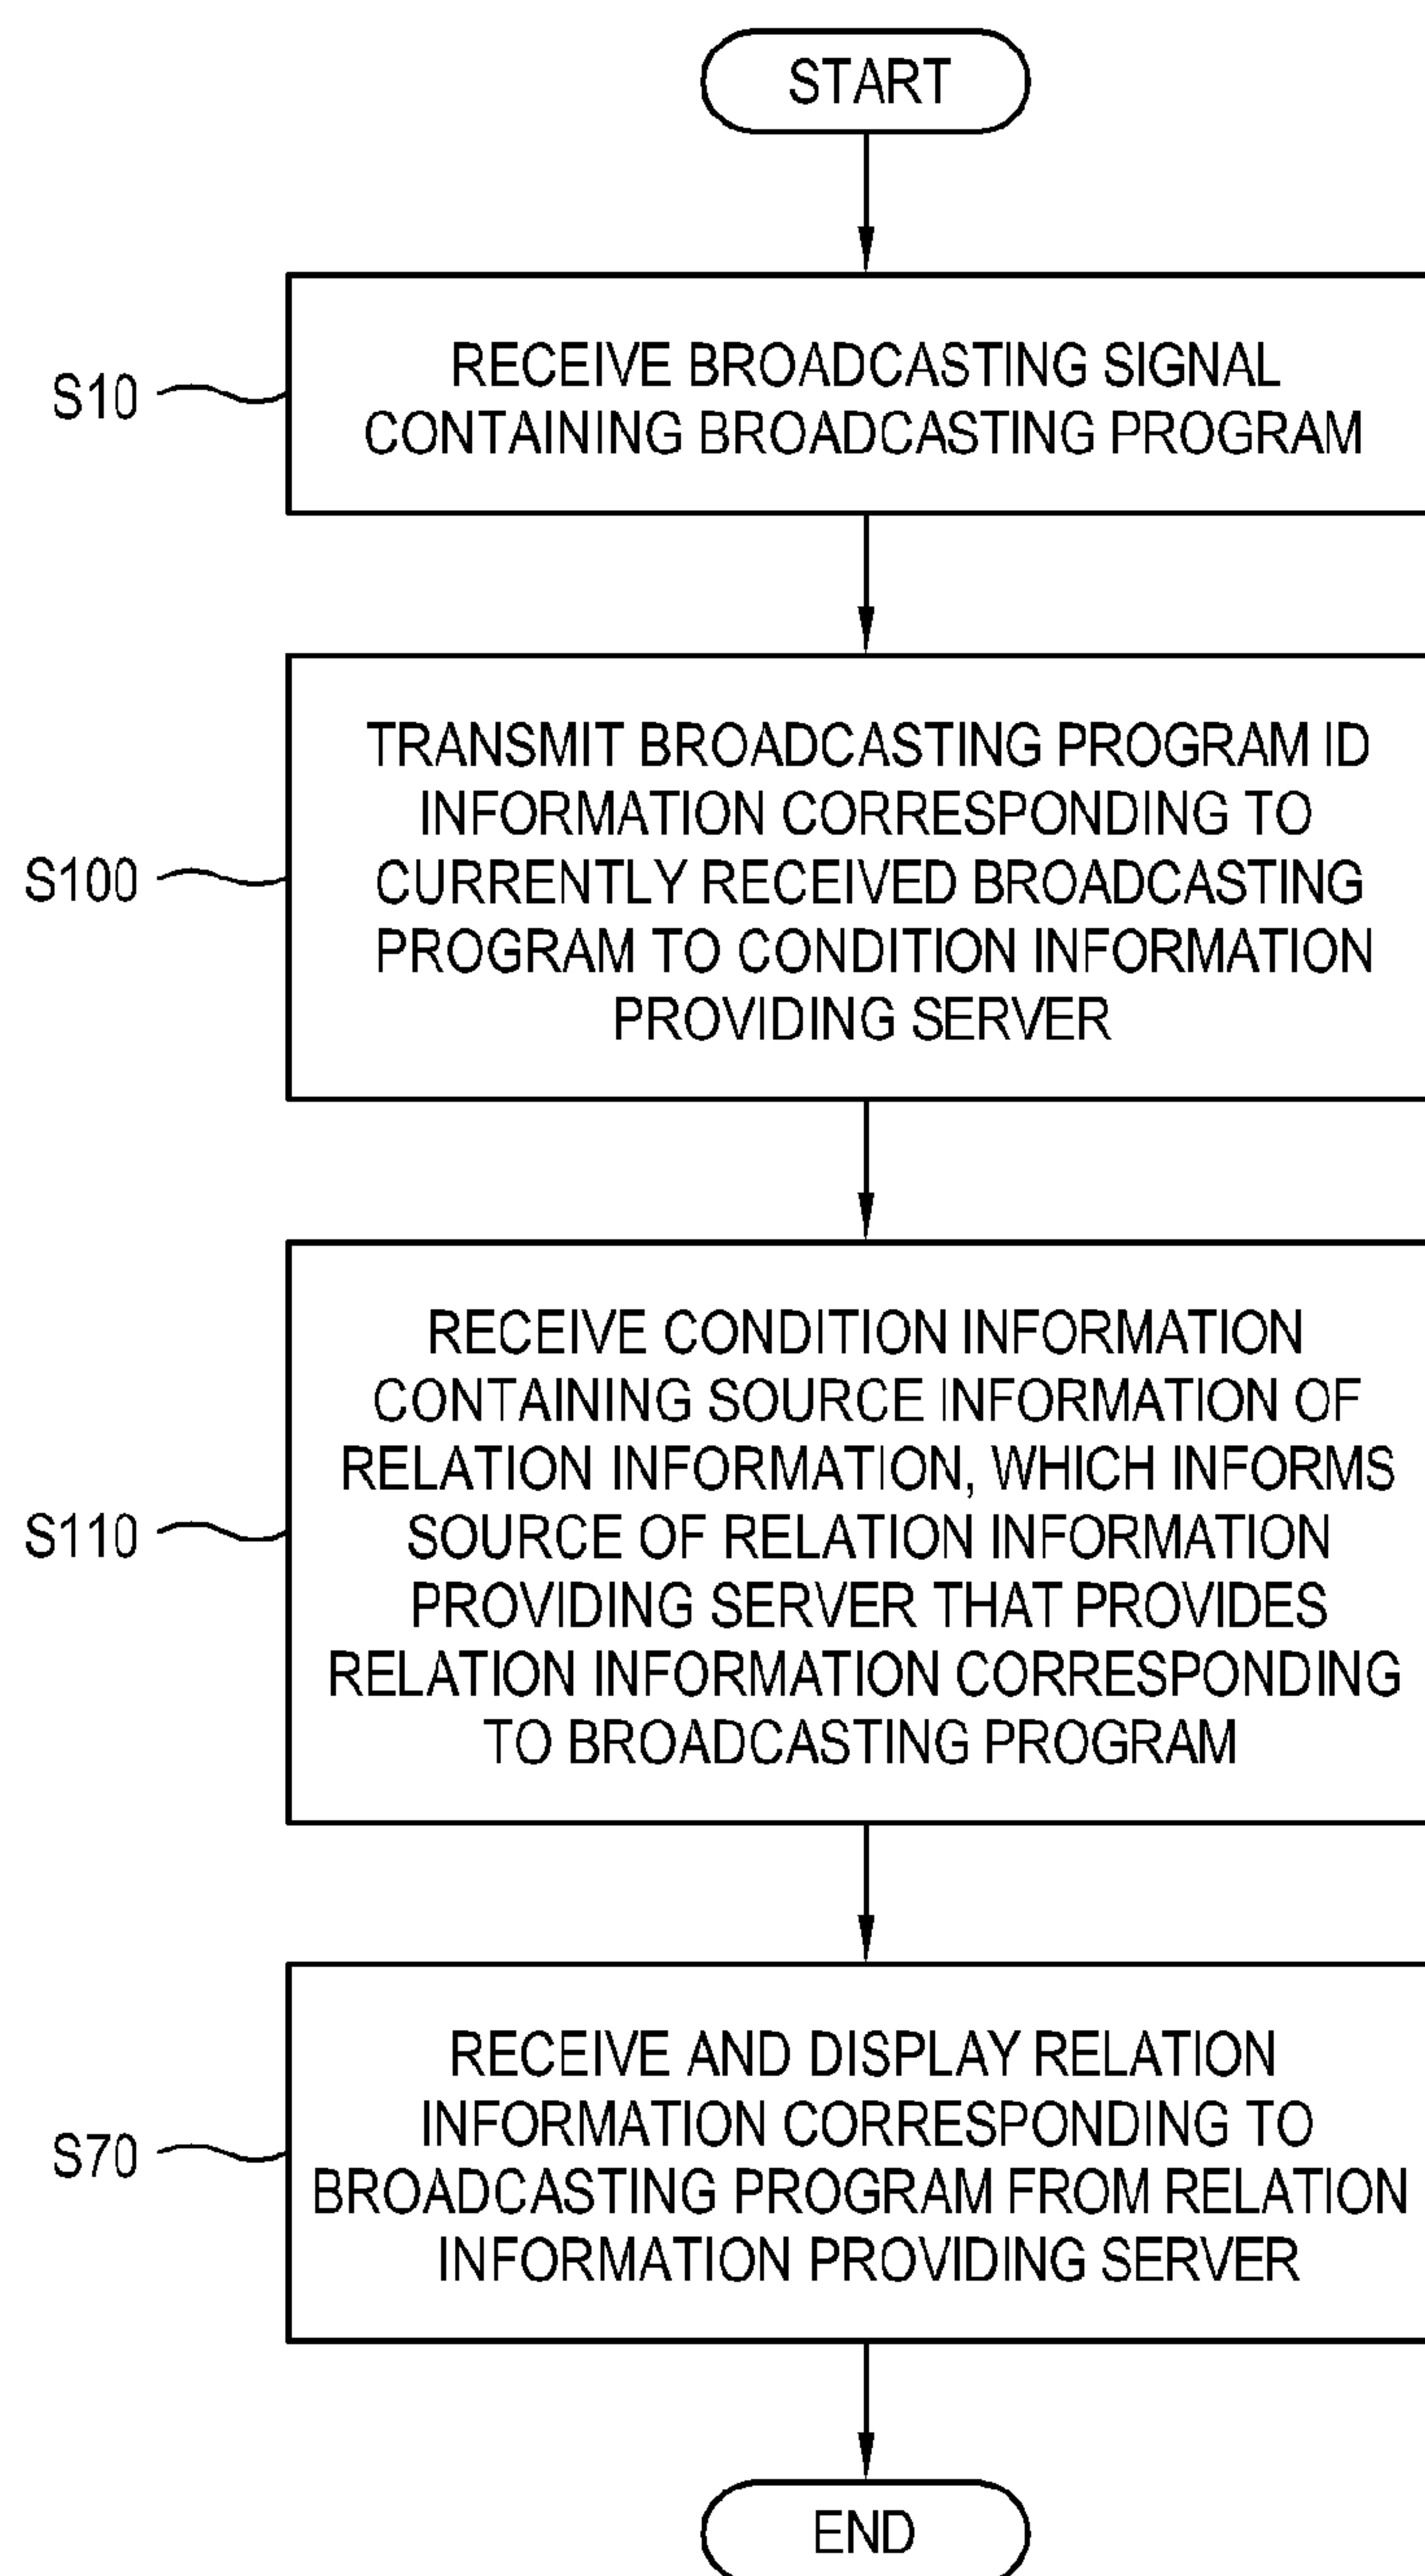 START
S10
RECEIVE BROADCASTING SIGNAL
CONTAINING BROADCASTING PROGRAM
S100
TRANSMIT BROADCASTING PROGRAM ID
INFORMATION CORRESPONDING TO
CURRENTLY RECEIVED BROADCASTING
PROGRAM TO CONDITION INFORMATION
PROVIDING SERVER
S110
RECEIVE CONDITION INFORMATION
CONTAINING SOURCE INFORMATION OF
RELATION INFORMATION, WHICH INFORMS
SOURCE OF RELATION INFORMATION
PROVIDING SERVER THAT PROVIDES
RELATION INFORMATION CORRESPONDING
TO BROADCASTING PROGRAM
S70
RECEIVE AND DISPLAY RELATION
INFORMATION CORRESPONDING TO
BROADCASTING PROGRAM FROM RELATION
INFORMATION PROVIDING SERVER
END